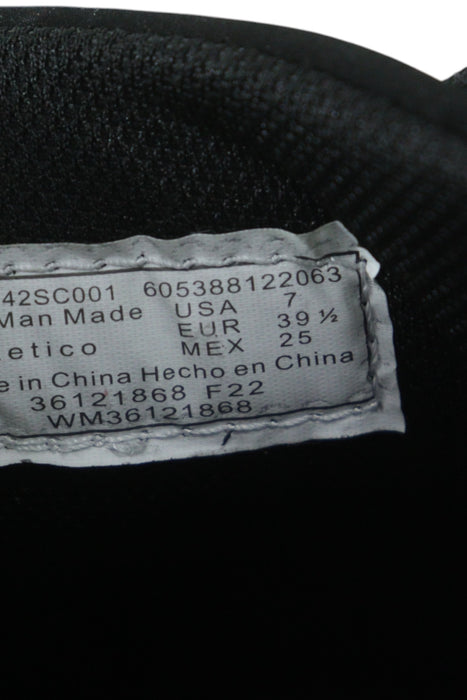 42SC001 605388122063
Man Made USA 7
EUR 39 ½
etico MEX 25
e in China Hecho en China
36121868 F22
WM36121868